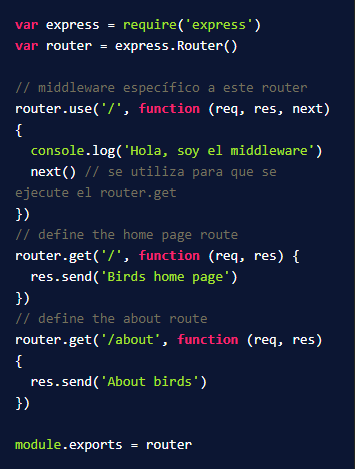 var express = require('express')
var router = express.Router()

// middleware específico a este router
router.use('/', function (req, res, next)
{
  console.log('Hola, soy el middleware')
  next() // se utiliza para que se
ejecute el router.get
})
// define the home page route
router.get('/', function (req, res) {
  res.send('Birds home page')
})
// define the about route
router.get('/about', function (req, res)
{
  res.send('About birds')
})

module.exports = router